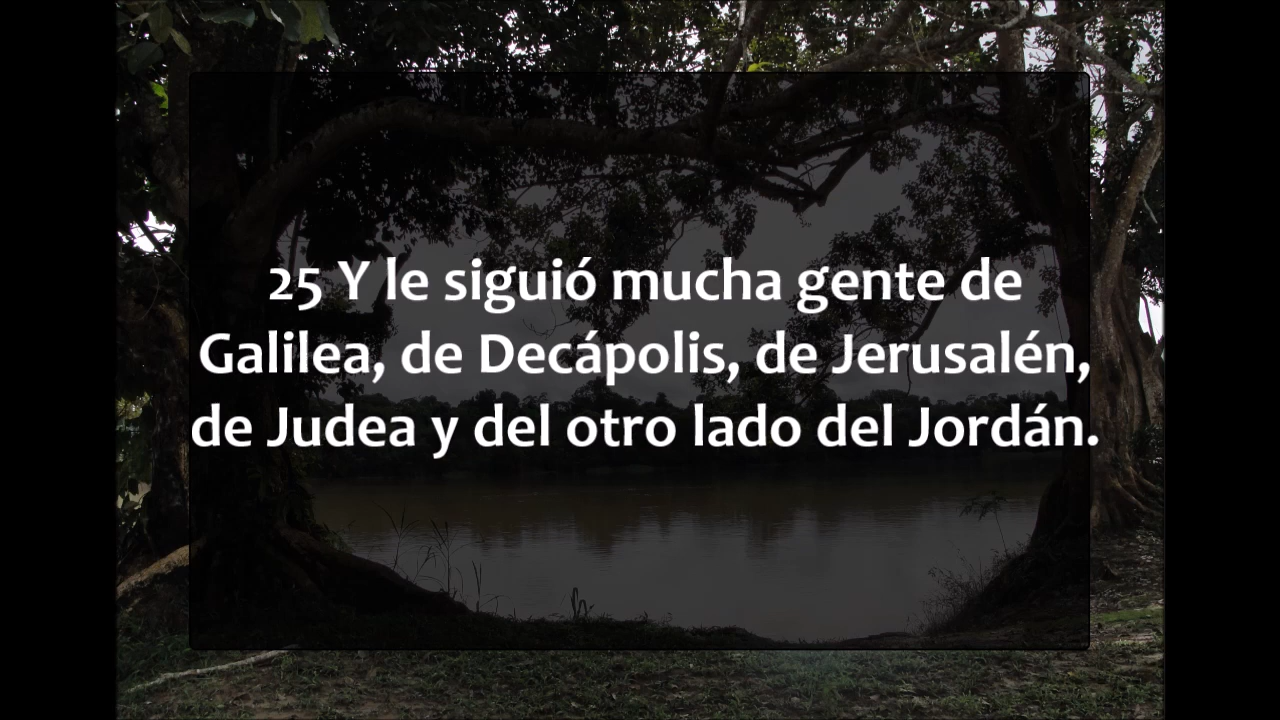 25 Y le siguió mucha gente de
Galilea, de Decápolis, de Jerusalén,
de Judea y del otro lado del Jordán.